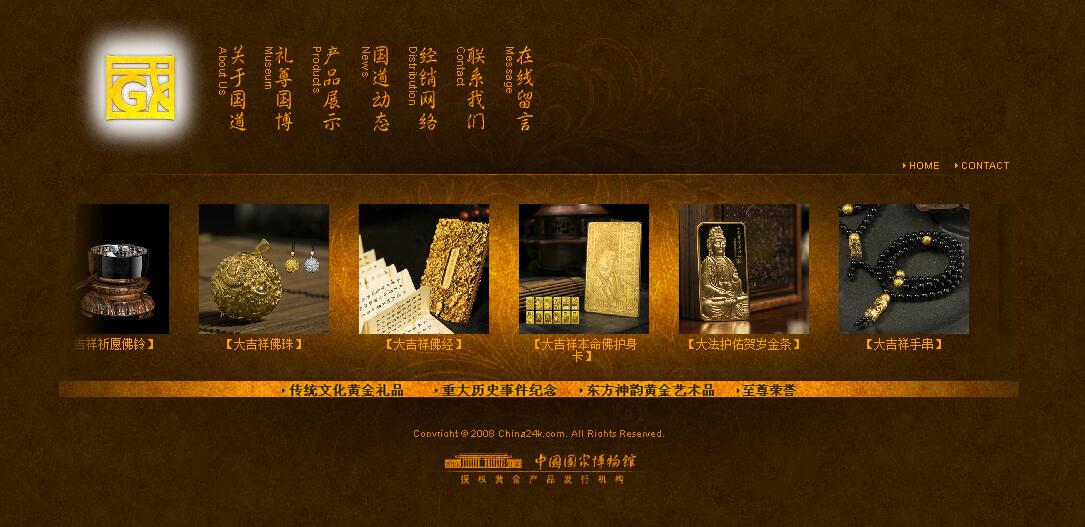 GX
关于国道
About Us
礼尊国博
Museum
产品展示
Products
国道动态
News
经销网络
Distribution
联系我们
Contact
在线留言
Message
HOME
CONTACT
吉祥祈愿佛铃】
【大吉祥佛珠】
【大吉祥佛经】
【大吉祥本命佛护身
卡】
【大法护佑贺岁金条】
【大吉祥手串】
传统文化黄金礼品
重大历史事件纪念
东方神韵黄金艺术品
至尊荣誉
Copyright © 2008 China24k.com. All Rights Reserved.
中國國家博物館
授权黄金产品发行机构